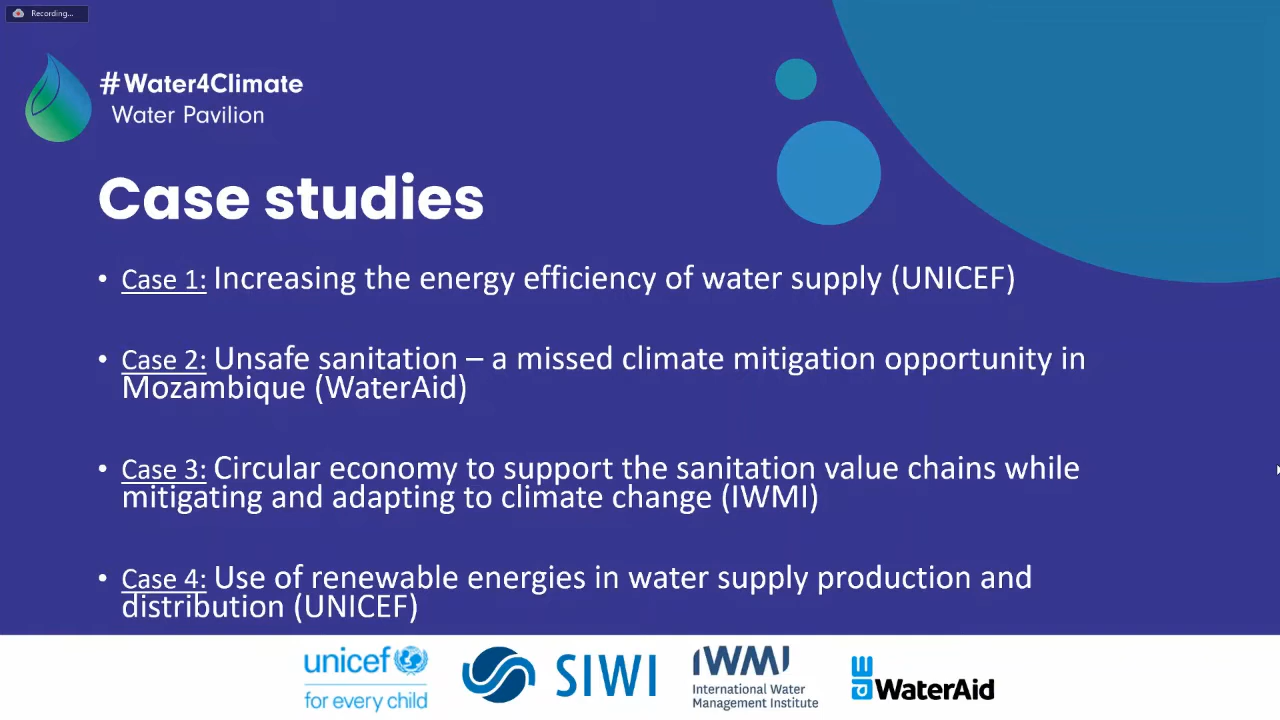 Recording...
#Water4Climate
Water Pavilion
Case studies
• Case 1: Increasing the energy efficiency of water supply (UNICEF)
• Case 2: Unsafe sanitation – a missed climate mitigation opportunity in
Mozambique (WaterAid)
• Case 3: Circular economy to support the sanitation value chains while
mitigating and adapting to climate change (IWMI)
• Case 4: Use of renewable energies in water supply production and
distribution (UNICEF)
unicef
for every child
SIWI
IWMI
International Water
Management Institute
WaterAid